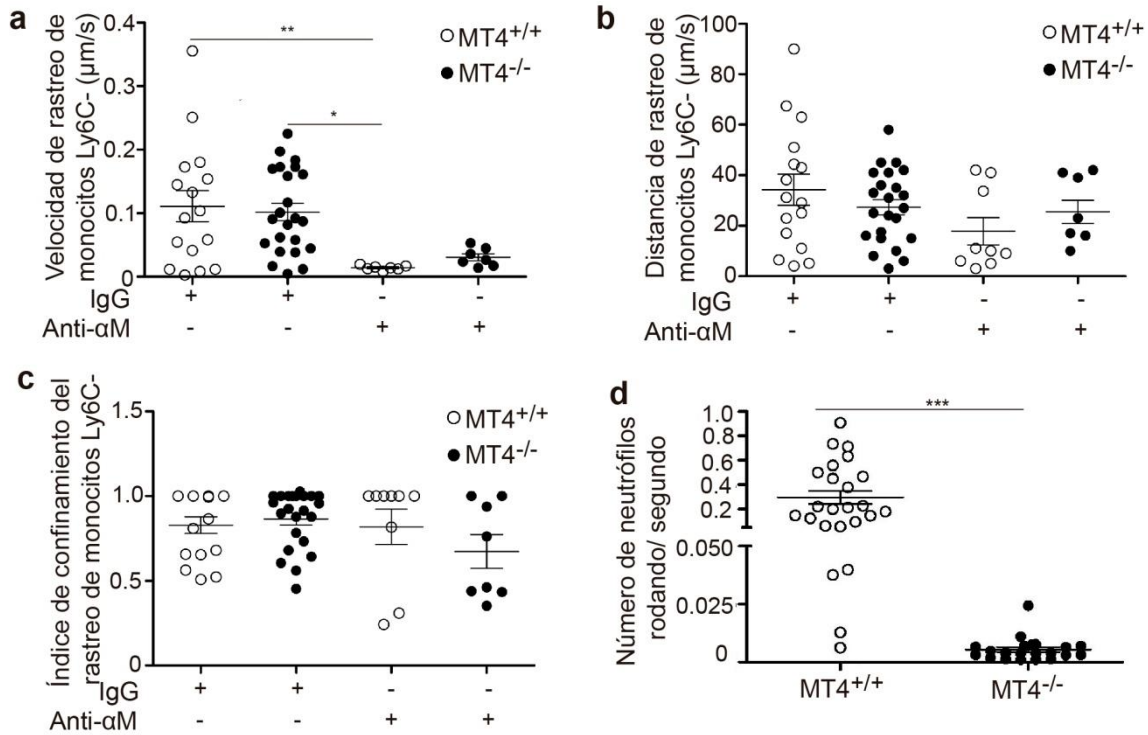 a
Velocidad de rastreo de
monocitos Ly6C- (µm/s)
0.4
0.3
0.2
0.1
0
**
*
MT4+/+
MT4-/-
IgG + + - -
Anti-αM - - + +
b
Distancia de rastreo de
monocitos Ly6C- (µm/s)
100
80
60
40
20
0
MT4+/+
MT4-/-
IgG + + - -
Anti-αM - - + +
c
Índice de confinamiento del
rastreo de monocitos Ly6C-
1.5
1.0
0.5
0
MT4+/+
MT4-/-
IgG + + - -
Anti-αM - - + +
d
Número de neutrófilos
rodando/ segundo
1.0
0.8
0.6
0.4
0.2
0.050
0.025
0
***
MT4+/+ MT4-/-